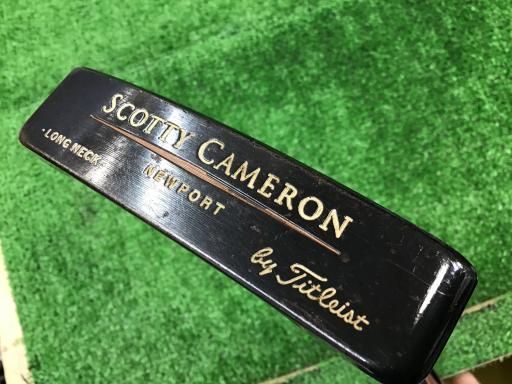 SCOTTY CAMERON
·LONG NECK NEWPORT
by Titleist